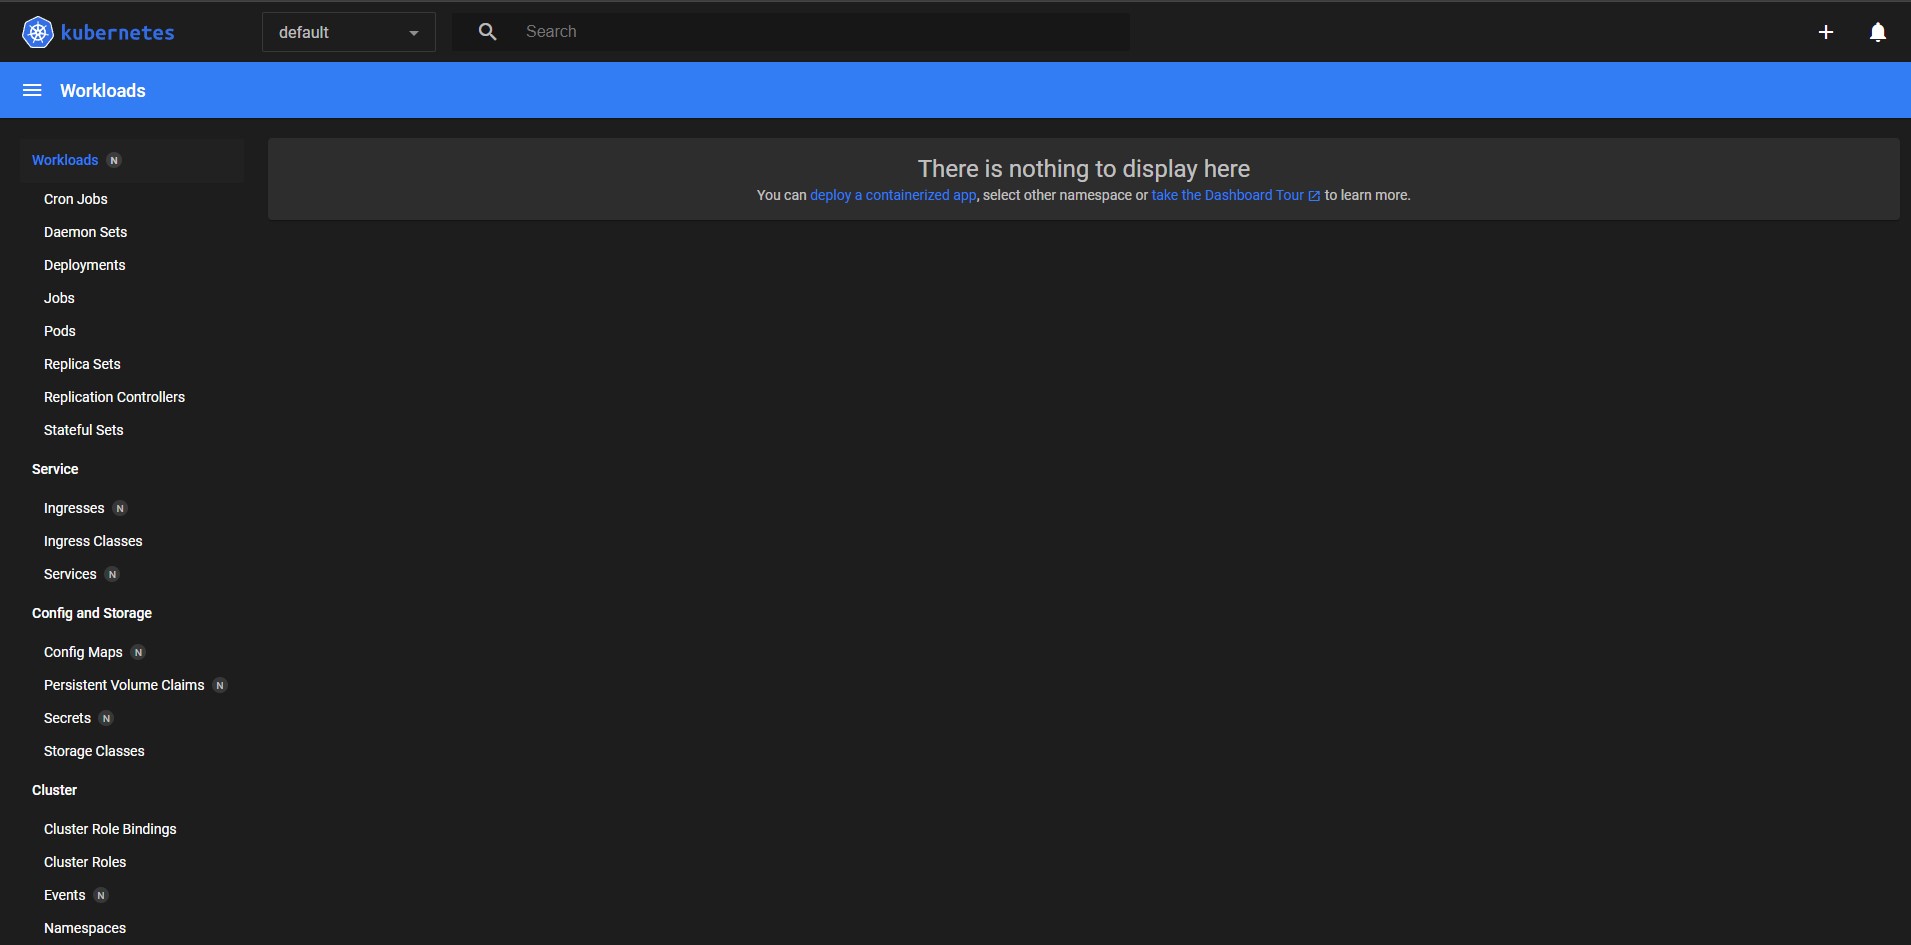 kubernetes
default
Search
Workloads
Workloads N
Cron Jobs
Daemon Sets
Deployments
Jobs
Pods
Replica Sets
Replication Controllers
Stateful Sets
Service
Ingresses N
Ingress Classes
Services N
Config and Storage
Config Maps N
Persistent Volume Claims N
Secrets N
Storage Classes
Cluster
Cluster Role Bindings
Cluster Roles
Events N
Namespaces
There is nothing to display here
You can deploy a containerized app, select other namespace or take the Dashboard Tour to learn more.